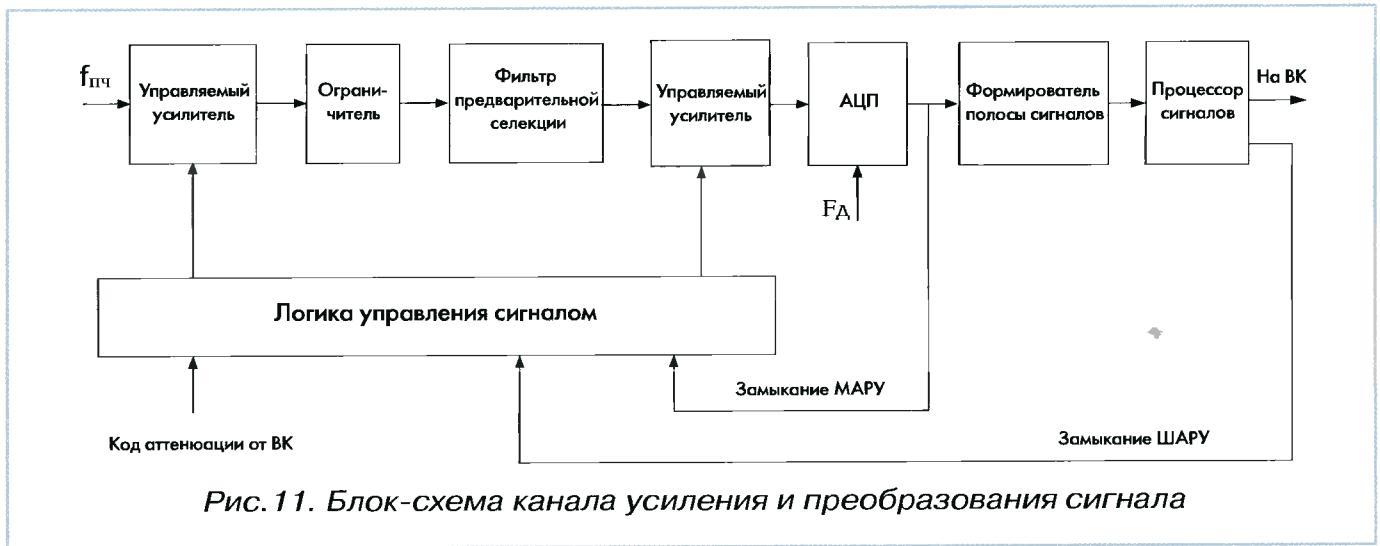 fпч
Управляемый
усилитель
Ограни-
читель
Фильтр
предварительной
селекции
Управляемый
усилитель
АЦП
Формирователь
полосы сигналов
Процессор
сигналов
На ВК
FД
Логика управления сигналом
Замыкание МАРУ
Код аттенюации от ВК
Замыкание ШАРУ
Рис. 11. Блок-схема канала усиления и преобразования сигнала